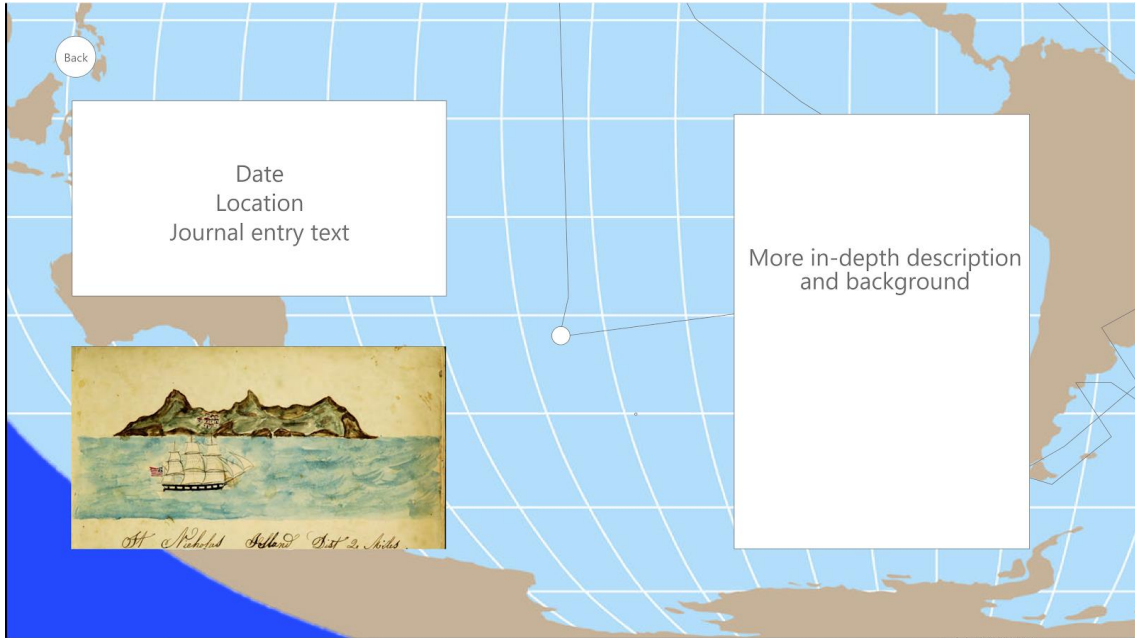 Back
Date
Location
Journal entry text
More in-depth description
and background
St Nicholas Island Dist 2 Miles